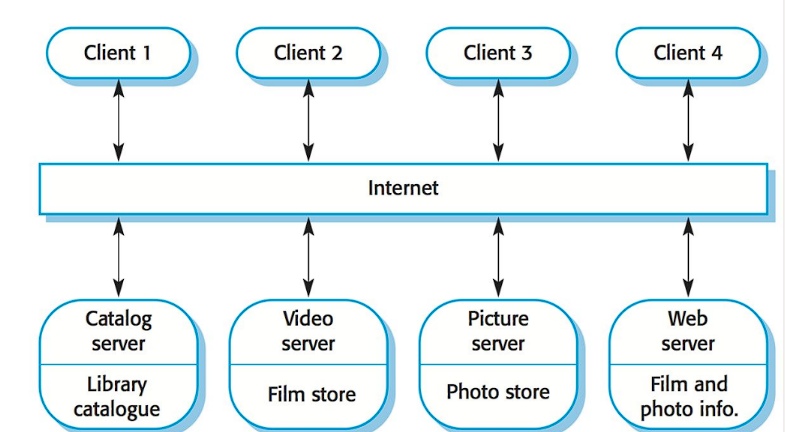 Client 1
Client 2
Client 3
Client 4
Internet
Catalog
server
Library
catalogue
Video
server
Film store
Picture
server
Photo store
Web
server
Film and
photo info.